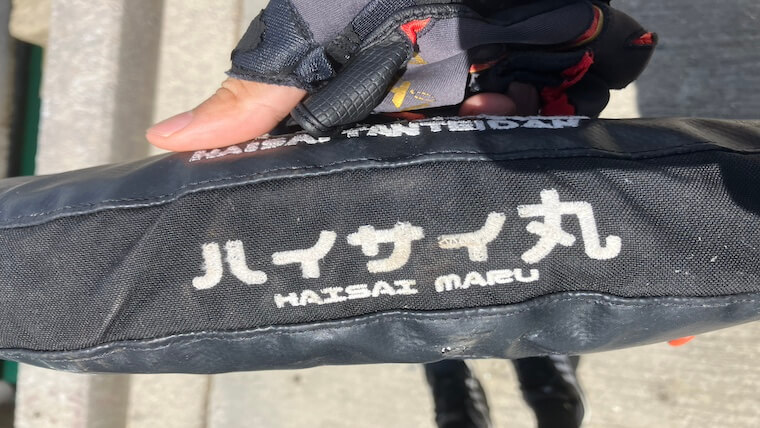 HAISAI TANTEIDAN
ハイサイ丸
HAISAI MARU